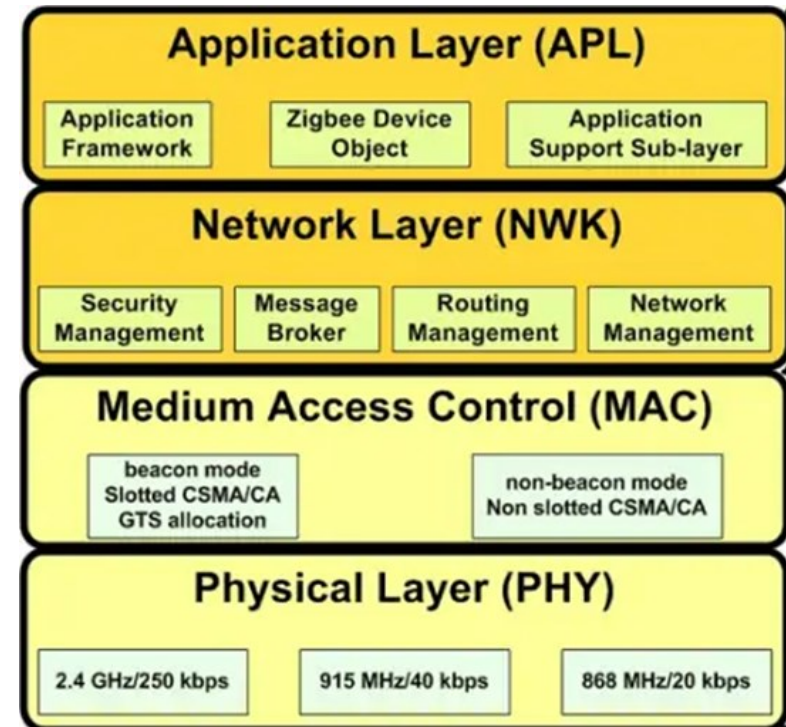 Application Layer (APL)
Application
Framework
Zigbee Device
Object
Application
Support Sub-layer
Network Layer (NWK)
Security
Management
Message
Broker
Routing
Management
Network
Management
Medium Access Control (MAC)
beacon mode
Slotted CSMA/CA
GTS allocation
non-beacon mode
Non slotted CSMA/CA
Physical Layer (PHY)
2.4 GHz/250 kbps
915 MHz/40 kbps
868 MHz/20 kbps